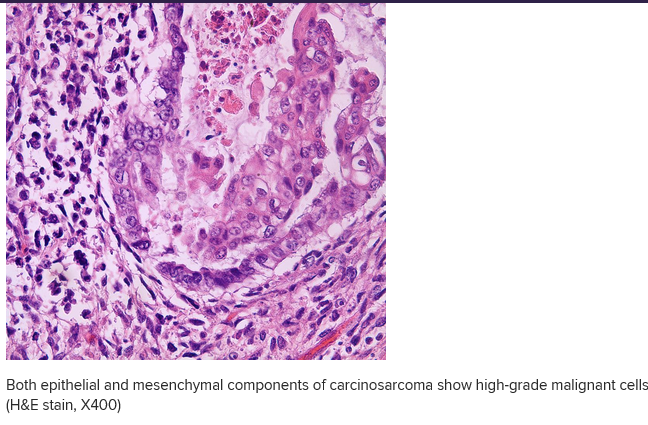 Both epithelial and mesenchymal components of carcinosarcoma show high-grade malignant cells
(H&E stain, X400)